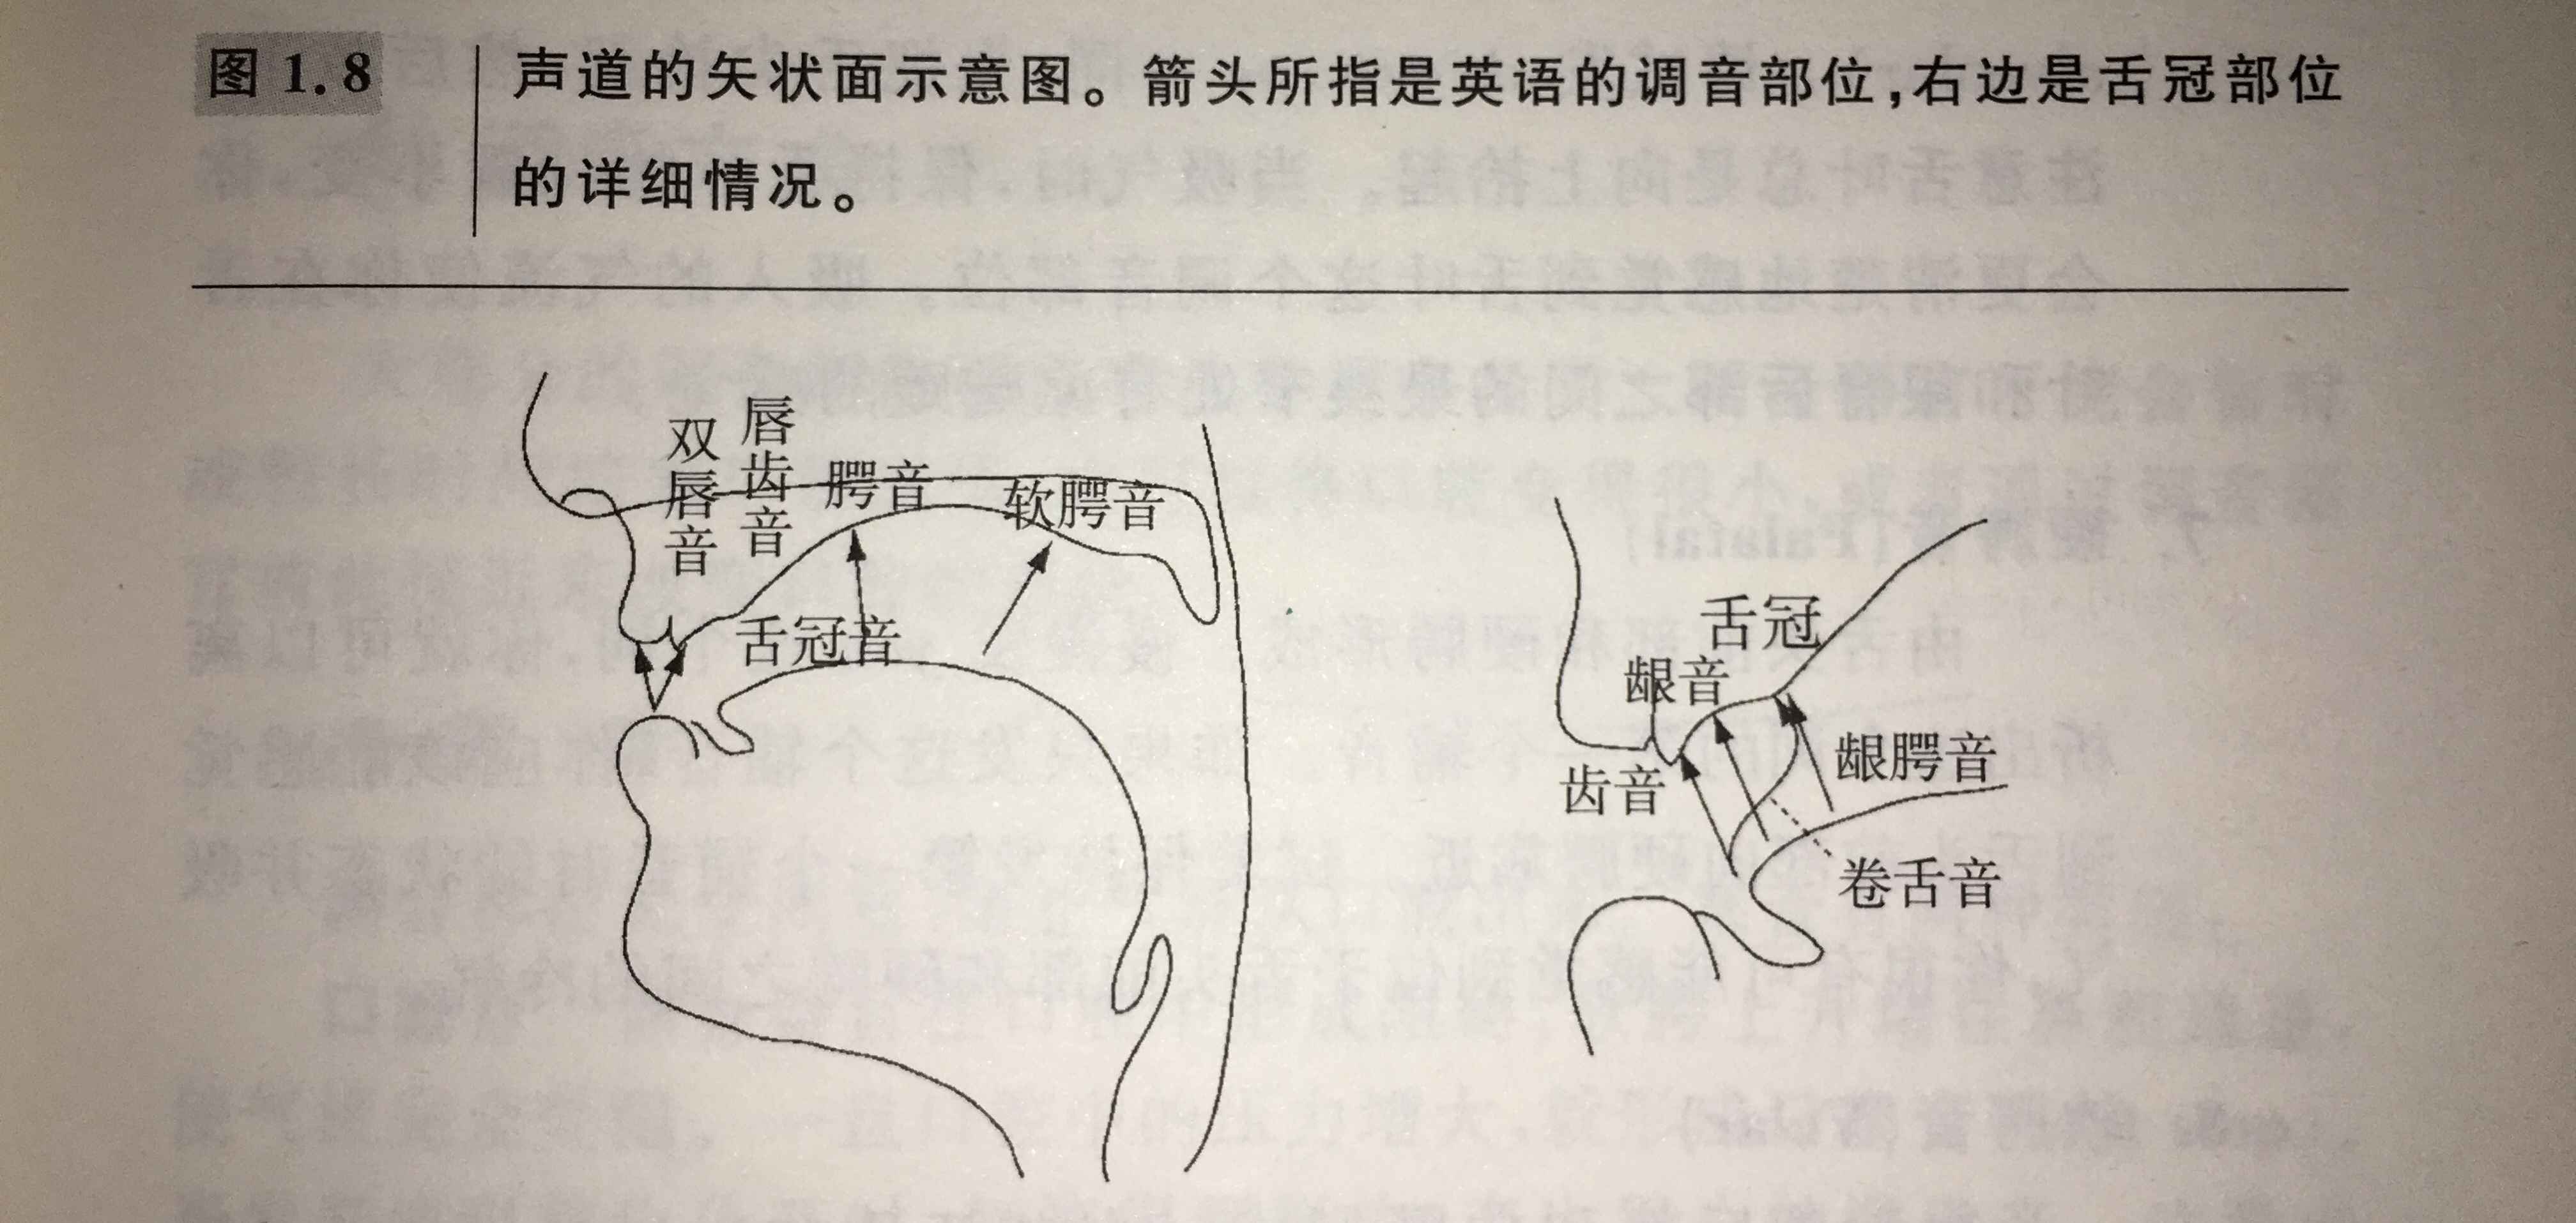 图 1.8
声道的矢状面示意图。箭头所指是英语的调音部位,右边是舌冠部位
的详细情况。
双唇音
唇齿音
腭音
软腭音
舌冠音
舌冠
龈音
齿音
龈腭音
卷舌音